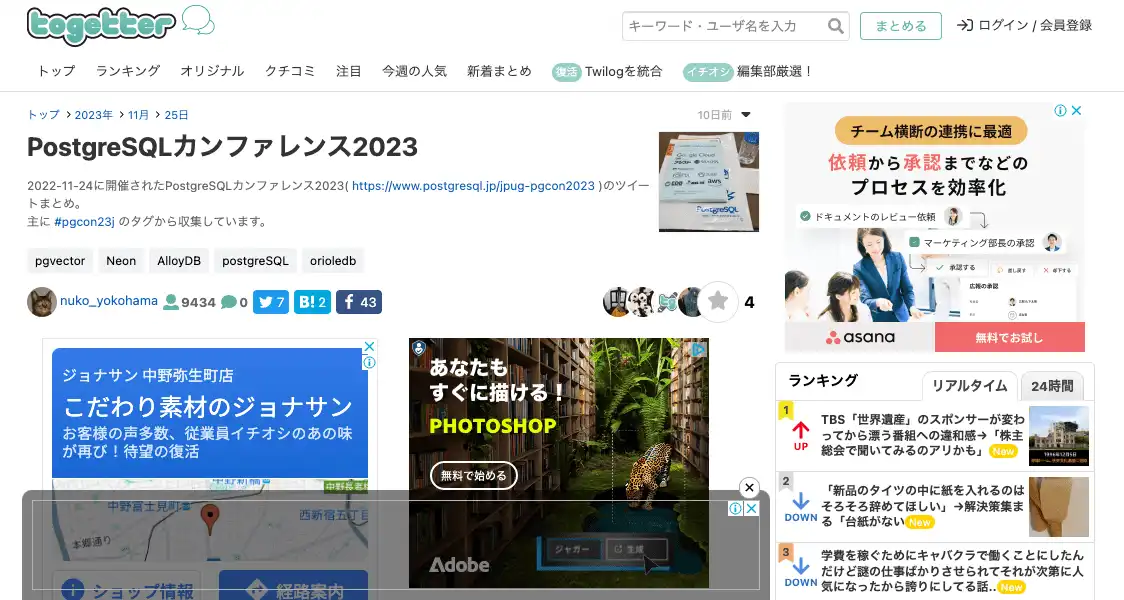 togetter
キーワード・ユーザ名を入力
まとめる
ログイン / 会員登録
トップ
ランキング
オリジナル
クチコミ
注目
今週の人気
新着まとめ
復活 Twilogを統合
イチオシ 編集部厳選！
トップ > 2023年 > 11月 > 25日
10日前
PostgreSQLカンファレンス2023
2022-11-24に開催されたPostgreSQLカンファレンス2023( https://www.postgresql.jp/jpug-pgcon2023 )のツイー
トまとめ。
主に #pgcon23j のタグから収集しています。
pgvector
Neon
AlloyDB
postgreSQL
orioledb
nuko_yokohama
9434
0
7
B! 2
43
4
ジョナサン 中野弥生町店
こだわり素材のジョナサン
お客様の声多数、従業員イチオシのあの味
が再び！待望の復活
中野富士見町
本郷通り
西新宿五丁目
ショップ情報
経路案内
あなたも
すぐに描ける！
PHOTOSHOP
無料で始める
ジャガー
生成
Adobe
チーム横断の連携に最適
依頼から承認までなどの
プロセスを効率化
ドキュメントのレビュー依頼
マーケティング部長の承認
承認する
差し戻す
却下する
広報の承認
asana
無料でお試し
ランキング
リアルタイム
24時間
1
UP
TBS「世界遺産」のスポンサーが変わ
ってから漂う番組への違和感→「株主
総会で聞いてみるのアリかも」 New
1996年12月5日
2
DOWN
「新品のタイツの中に紙を入れるのは
そろそろ辞めてほしい」→解決策集ま
る「台紙がない New
3
DOWN
学費を稼ぐためにキャバクラで働くことにしたん
だけど謎の仕事ばかりさせられてそれが次第に人
気になったから誇りにしてる話.. New